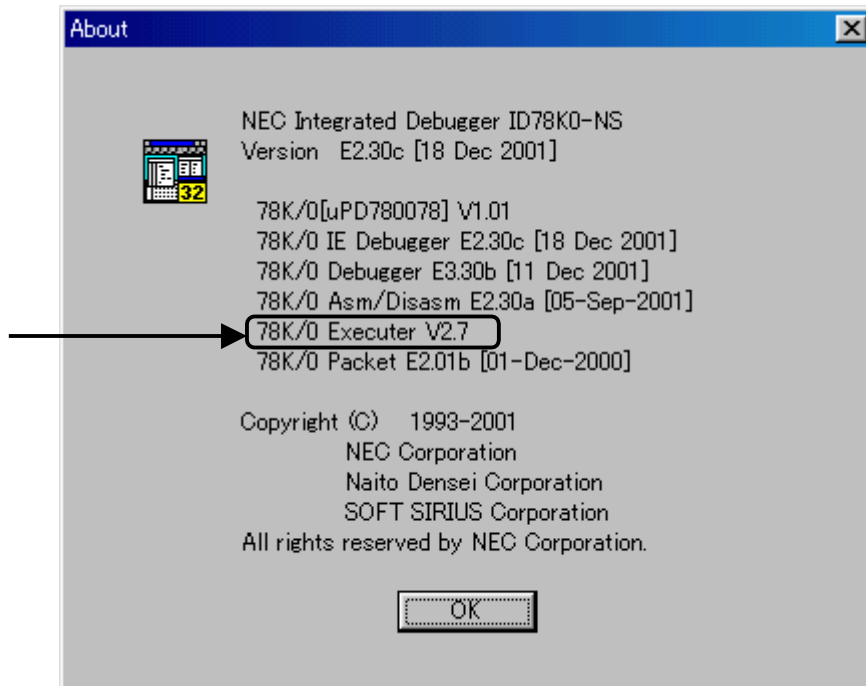 About
NEC Integrated Debugger ID78K0-NS
Version E2.30c [18 Dec 2001]
32
78K/0[uPD780078] V1.01
78K/0 IE Debugger E2.30c [18 Dec 2001]
78K/0 Debugger E3.30b [11 Dec 2001]
78K/0 Asm/Disasm E2.30a [05-Sep-2001]
78K/0 Executer V2.7
78K/0 Packet E2.01b [01-Dec-2000]
Copyright (C) 1993-2001
NEC Corporation
Naito Densei Corporation
SOFT SIRIUS Corporation
All rights reserved by NEC Corporation.
OK